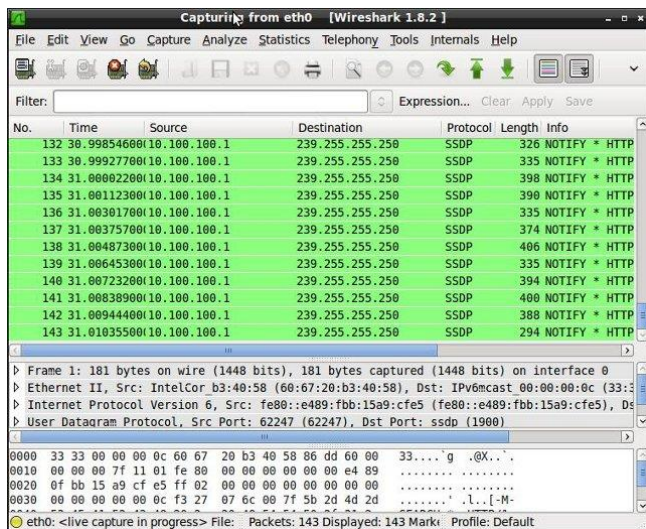 Capturing from eth0 [Wireshark 1.8.2 ]
File Edit View Go Capture Analyze Statistics Telephony Tools Internals Help
Filter: Expression... Clear Apply Save
No. Time Source Destination Protocol Length Info
132 30.99854600(10.100.100.1 239.255.255.250 SSDP 326 NOTIFY * HTTP
133 30.99927700(10.100.100.1 239.255.255.250 SSDP 335 NOTIFY * HTTP
134 31.00002200(10.100.100.1 239.255.255.250 SSDP 398 NOTIFY * HTTP
135 31.00112300(10.100.100.1 239.255.255.250 SSDP 390 NOTIFY * HTTP
136 31.00301700(10.100.100.1 239.255.255.250 SSDP 335 NOTIFY * HTTP
137 31.00375700(10.100.100.1 239.255.255.250 SSDP 374 NOTIFY * HTTP
138 31.00487300(10.100.100.1 239.255.255.250 SSDP 406 NOTIFY * HTTP
139 31.00645300(10.100.100.1 239.255.255.250 SSDP 335 NOTIFY * HTTP
140 31.00723200(10.100.100.1 239.255.255.250 SSDP 394 NOTIFY * HTTP
141 31.00838900(10.100.100.1 239.255.255.250 SSDP 400 NOTIFY * HTTP
142 31.00944400(10.100.100.1 239.255.255.250 SSDP 388 NOTIFY * HTTP
143 31.01035500(10.100.100.1 239.255.255.250 SSDP 294 NOTIFY * HTTP
Frame 1: 181 bytes on wire (1448 bits), 181 bytes captured (1448 bits) on interface 0
Ethernet II, Src: IntelCor_b3:40:58 (60:67:20:b3:40:58), Dst: IPv6mcast_00:00:00:0c (33:3
Internet Protocol Version 6, Src: fe80::e489:fbb:15a9:cfe5 (fe80::e489:fbb:15a9:cfe5), Ds
User Datagram Protocol, Src Port: 62247 (62247), Dst Port: ssdp (1900)
0000 33 33 00 00 00 0c 60 67 20 b3 40 58 86 dd 60 00 33....`g .@X..`.
0010 00 00 00 7f 11 01 fe 80 00 00 00 00 00 00 e4 89 ........ ........
0020 0f bb 15 a9 cf e5 ff 02 00 00 00 00 00 00 00 00 ........ ........
0030 00 00 00 00 00 0c f3 27 07 6c 00 7f 5b 2d 4d 2d .......' .l..[-M-
eth0: <live capture in progress> File: Packets: 143 Displayed: 143 Marke Profile: Default